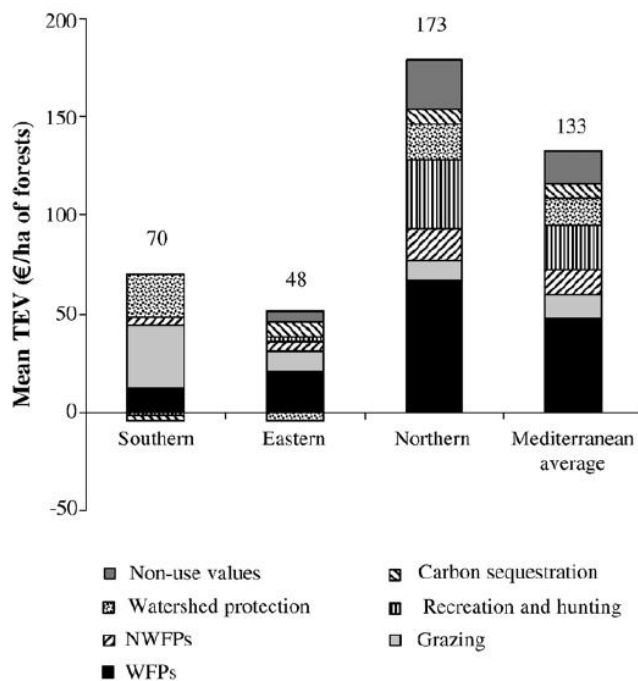 Mean TEV (€/ha of forests)
200
150
100
50
0
-50
70
48
173
133
Southern
Eastern
Northern
Mediterranean
average
Non-use values
Carbon sequestration
Watershed protection
Recreation and hunting
NWFPs
Grazing
WFPs